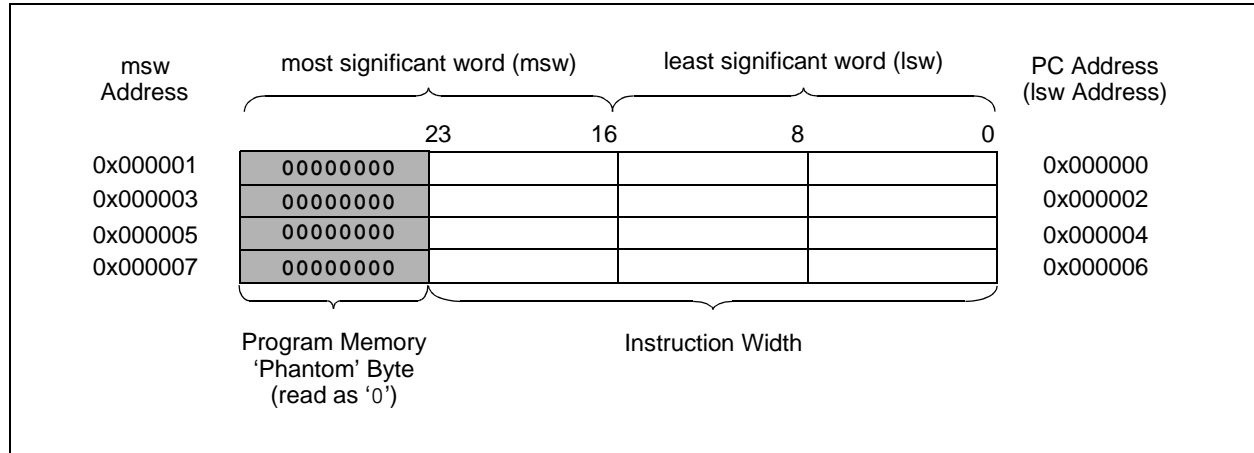 msw
Address
most significant word (msw)
least significant word (lsw)
PC Address
(lsw Address)
23 16 8 0
0x000001 00000000 0x000000
0x000003 00000000 0x000002
0x000005 00000000 0x000004
0x000007 00000000 0x000006
Program Memory
‘Phantom’ Byte
(read as ‘0’)
Instruction Width